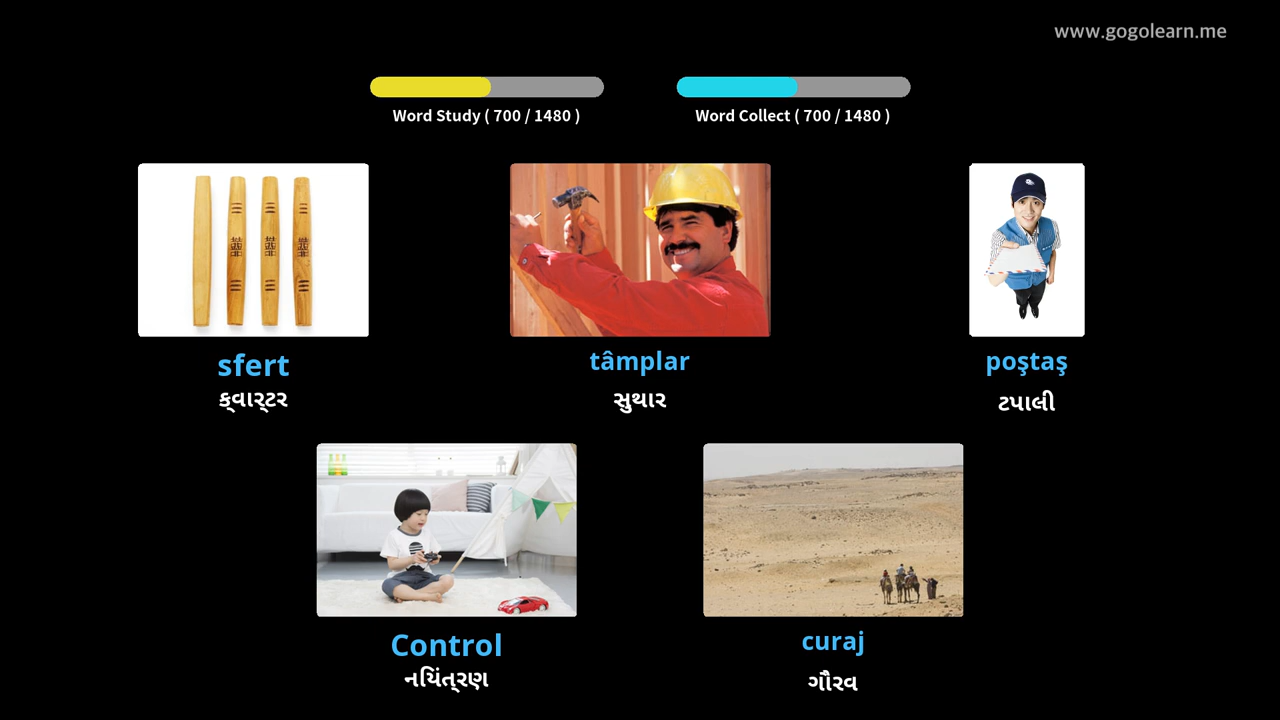 www.gogolearn.me
Word Study ( 700 / 1480 )
Word Collect ( 700 / 1480 )
sfert
ક્વાર્ટર
tâmplar
સુથાર
poştaş
ટપાલી
Control
નિયંત્રણ
curaj
ગૌરવ